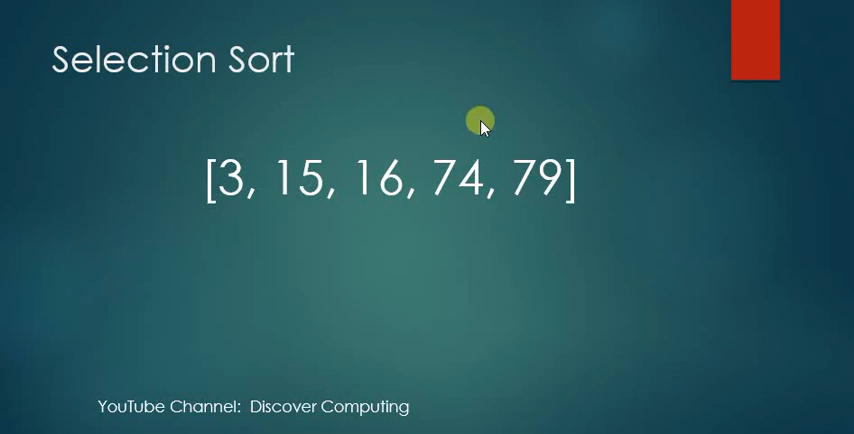 Selection Sort
[3, 15, 16, 74, 79]
YouTube Channel: Discover Computing